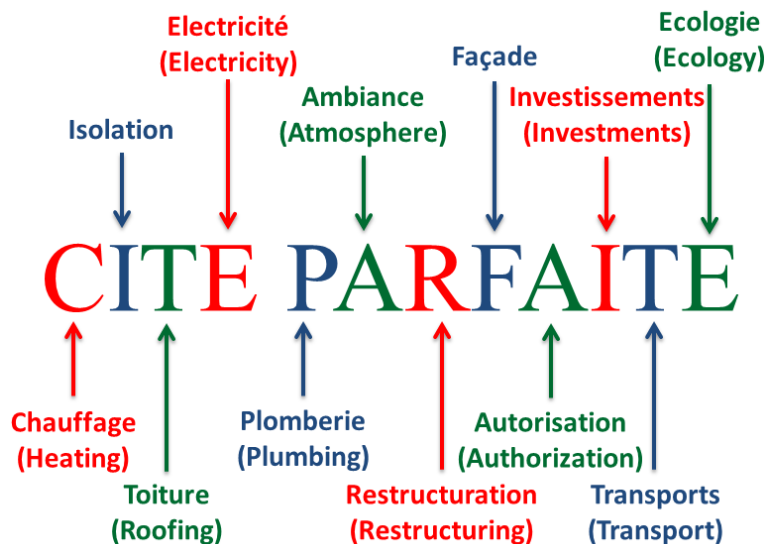 Electricité
(Electricity)
Ecologie
(Ecology)
Façade
Ambiance
(Atmosphere)
Investissements
(Investments)
Isolation
CITE PARFAITE
Chauffage
(Heating)
Plomberie
(Plumbing)
Autorisation
(Authorization)
Toiture
(Roofing)
Restructuration
(Restructuring)
Transports
(Transport)